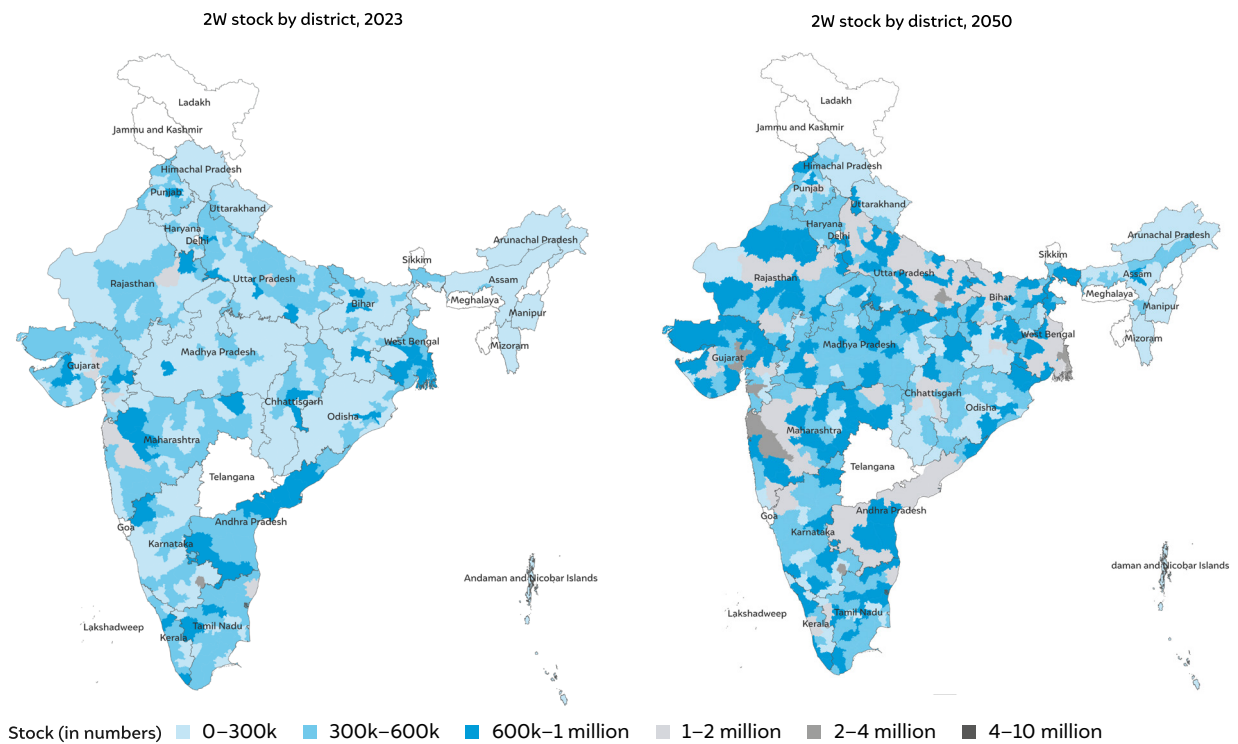 2W stock by district, 2023
Ladakh
Jammu and Kashmir
Himachal Pradesh
Punjab
Uttarakhand
Haryana
Delhi
Arunachal Pradesh
Sikkim
Rajasthan
Uttar Pradesh
Assam
Meghalaya
Bihar
Manipur
West Bengal
Mizoram
Madhya Pradesh
Gujarat
Chhattisgarh
Odisha
Maharashtra
Telangana
Goa
Andhra Pradesh
Karnataka
Andaman and Nicobar Islands
Lakshadweep
Kerala
Tamil Nadu
2W stock by district, 2050
Ladakh
Jammu and Kashmir
Himachal Pradesh
Punjab
Uttarakhand
Haryana
Delhi
Arunachal Pradesh
Sikkim
Rajasthan
Uttar Pradesh
Assam
Meghalaya
Bihar
Manipur
West Bengal
Mizoram
Madhya Pradesh
Gujarat
Chhattisgarh
Odisha
Maharashtra
Telangana
Goa
Andhra Pradesh
Karnataka
daman and Nicobar Islands
Lakshadweep
Kerala
Tamil Nadu
Stock (in numbers) 0–300k 300k–600k 600k–1 million 1–2 million 2–4 million 4–10 million